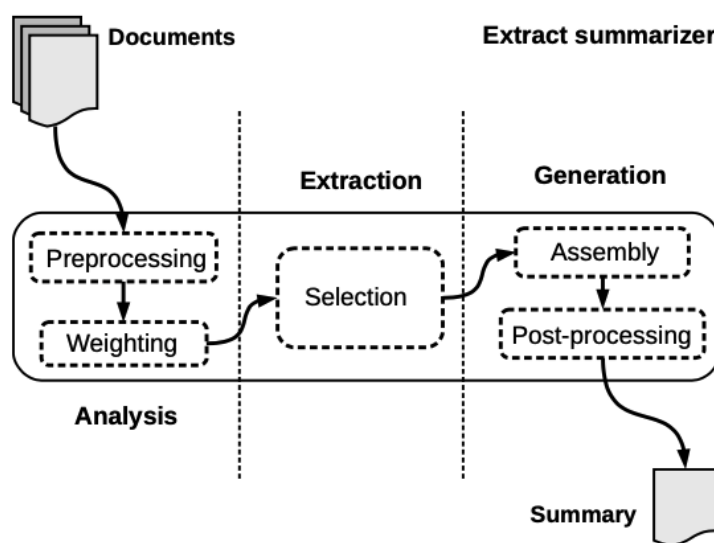 Documents
Extract summarizer
Extraction
Generation
Preprocessing
Assembly
Selection
Weighting
Post-processing
Analysis
Summary